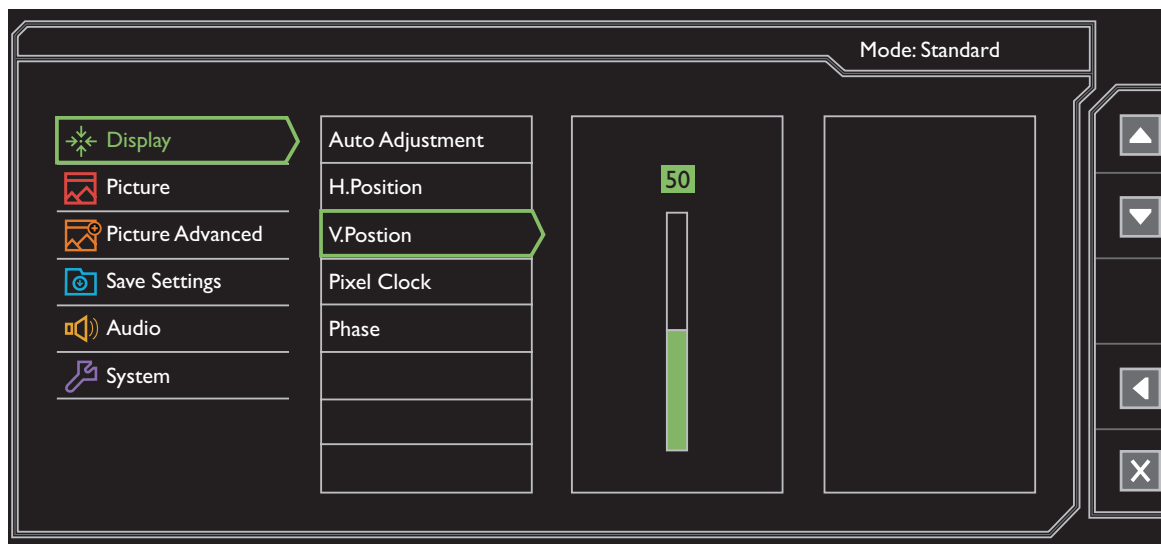 Mode: Standard
Display
Picture
Picture Advanced
Save Settings
Audio
System
Auto Adjustment
H.Position
V.Postion
Pixel Clock
Phase
50